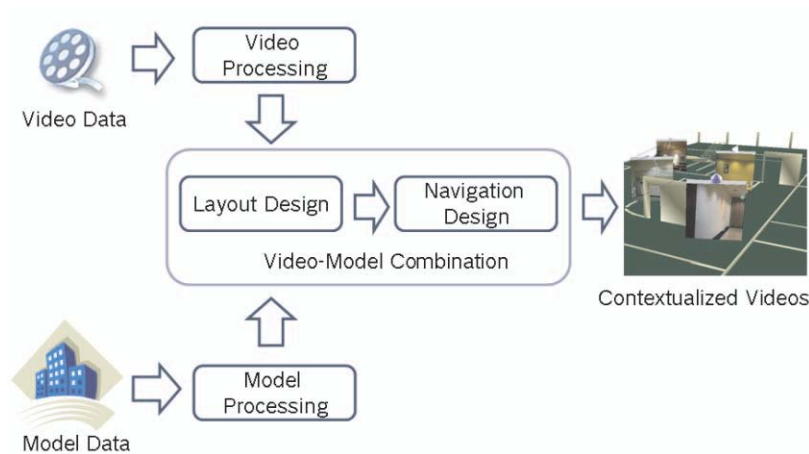 Video
Processing
Video Data
Layout Design
Navigation
Design
Video-Model Combination
Contextualized Videos
Model
Processing
Model Data